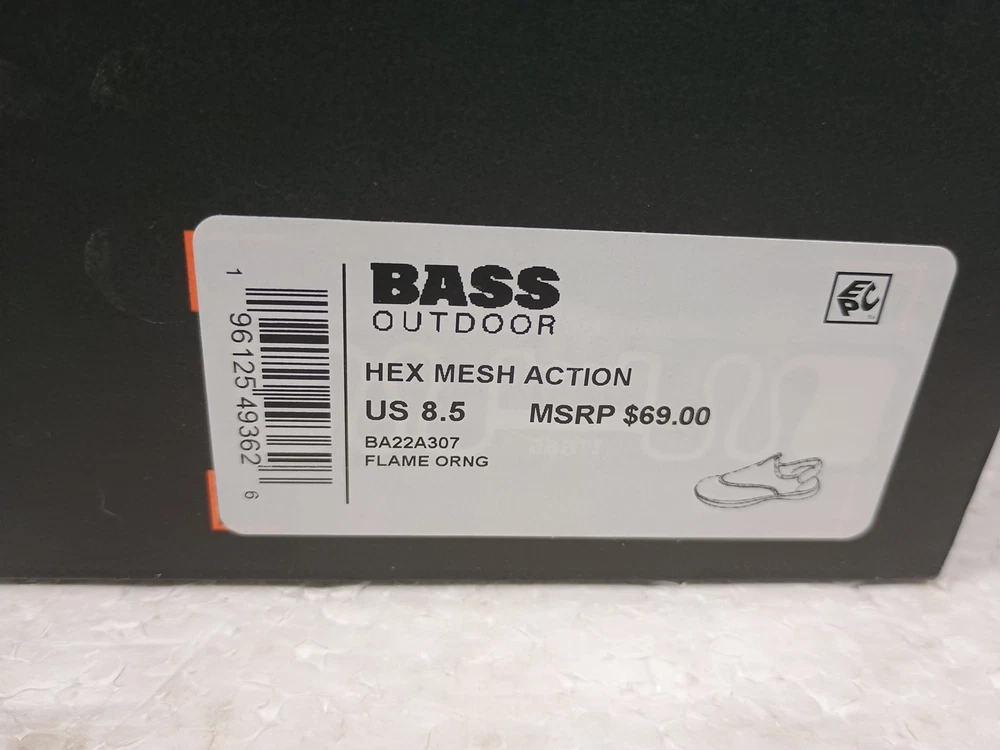 1 96125 49362 6
BASS
OUTDOOR
EPC
HEX MESH ACTION
US 8.5 MSRP $69.00
BA22A307
FLAME ORNG